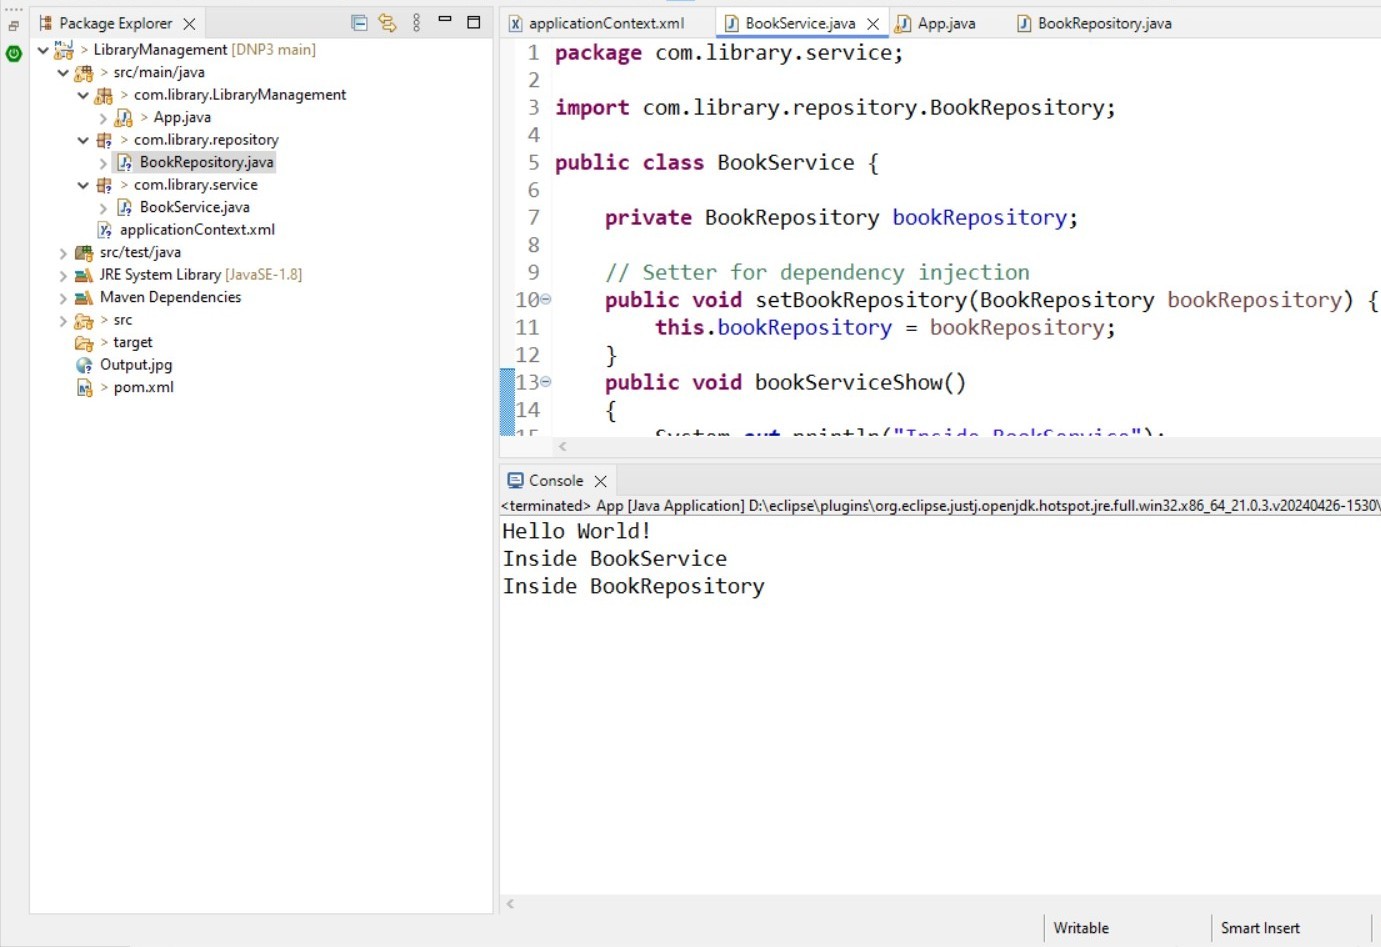 Package Explorer
> LibraryManagement [DNP3 main]
> src/main/java
> com.library.LibraryManagement
> App.java
> com.library.repository
BookRepository.java
> com.library.service
BookService.java
applicationContext.xml
src/test/java
JRE System Library [JavaSE-1.8]
Maven Dependencies
> src
> target
Output.jpg
> pom.xml
applicationContext.xml BookService.java App.java BookRepository.java
1 package com.library.service;
2
3 import com.library.repository.BookRepository;
4
5 public class BookService {
6
7 private BookRepository bookRepository;
8
9 // Setter for dependency injection
10 public void setBookRepository(BookRepository bookRepository) {
11 this.bookRepository = bookRepository;
12 }
13 public void bookServiceShow()
14 {
15 System.out.println("Inside BookService");
Console
<terminated> App [Java Application] D:\eclipse\plugins\org.eclipse.justj.openjdk.hotspot.jre.full.win32.x86_64_21.0.3.v20240426-1530\
Hello World!
Inside BookService
Inside BookRepository
Writable Smart Insert